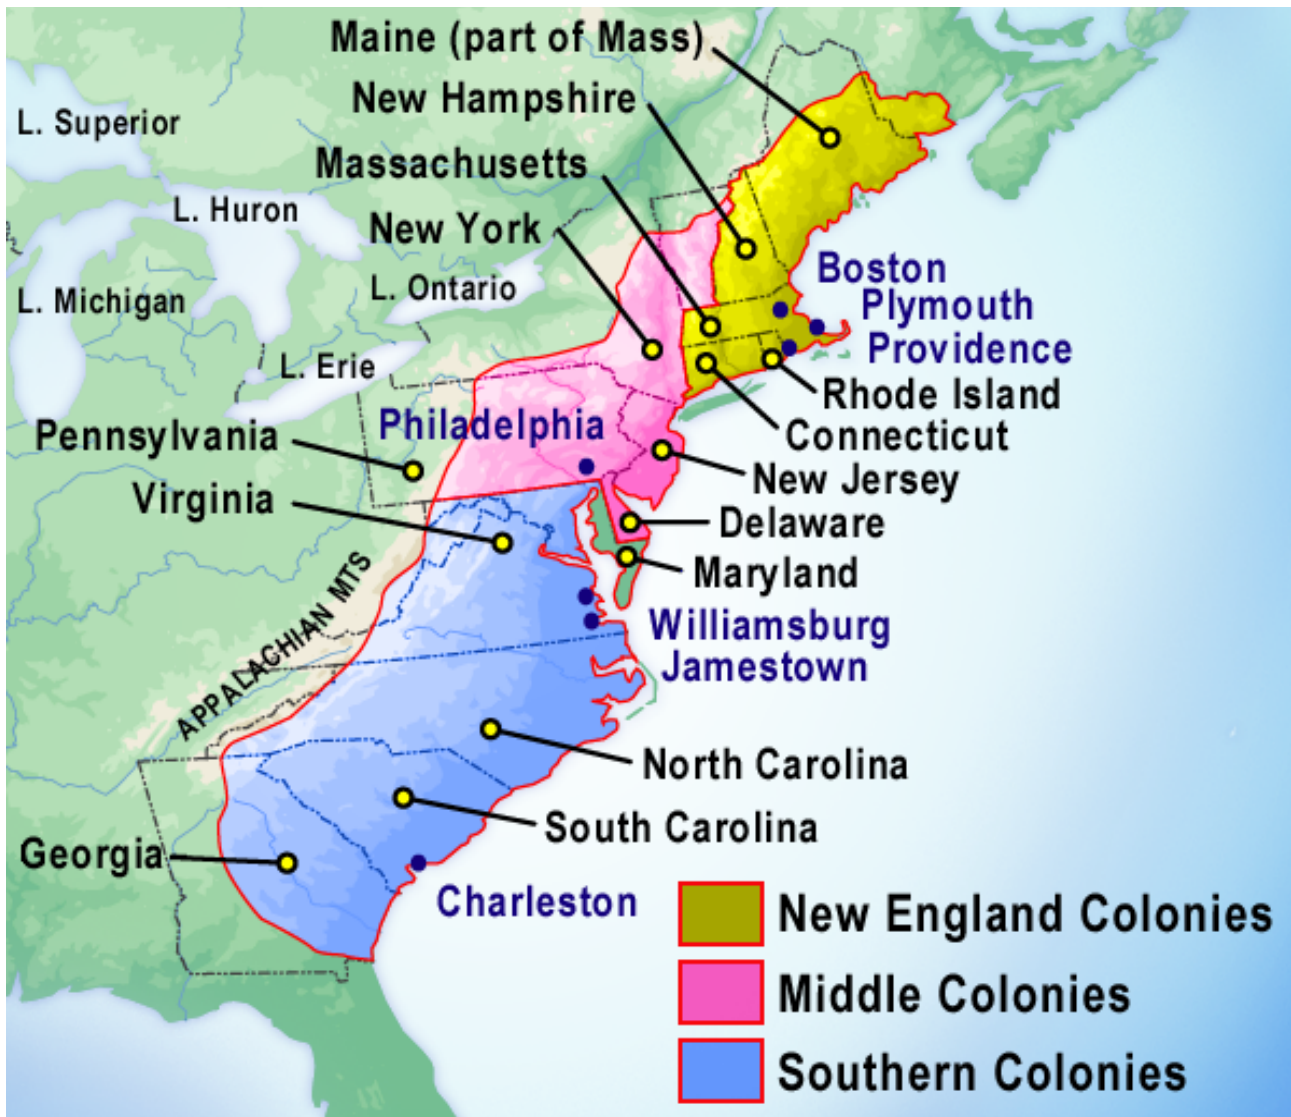 Maine (part of Mass)
New Hampshire
L. Superior
Massachusetts
L. Huron
New York
Boston
L. Ontario
L. Michigan
Plymouth
Providence
L. Erie
Rhode Island
Philadelphia
Pennsylvania
Connecticut
New Jersey
Virginia
Delaware
Maryland
APPALACHIAN MTS
Williamsburg
Jamestown
North Carolina
South Carolina
Georgia
Charleston
New England Colonies
Middle Colonies
Southern Colonies